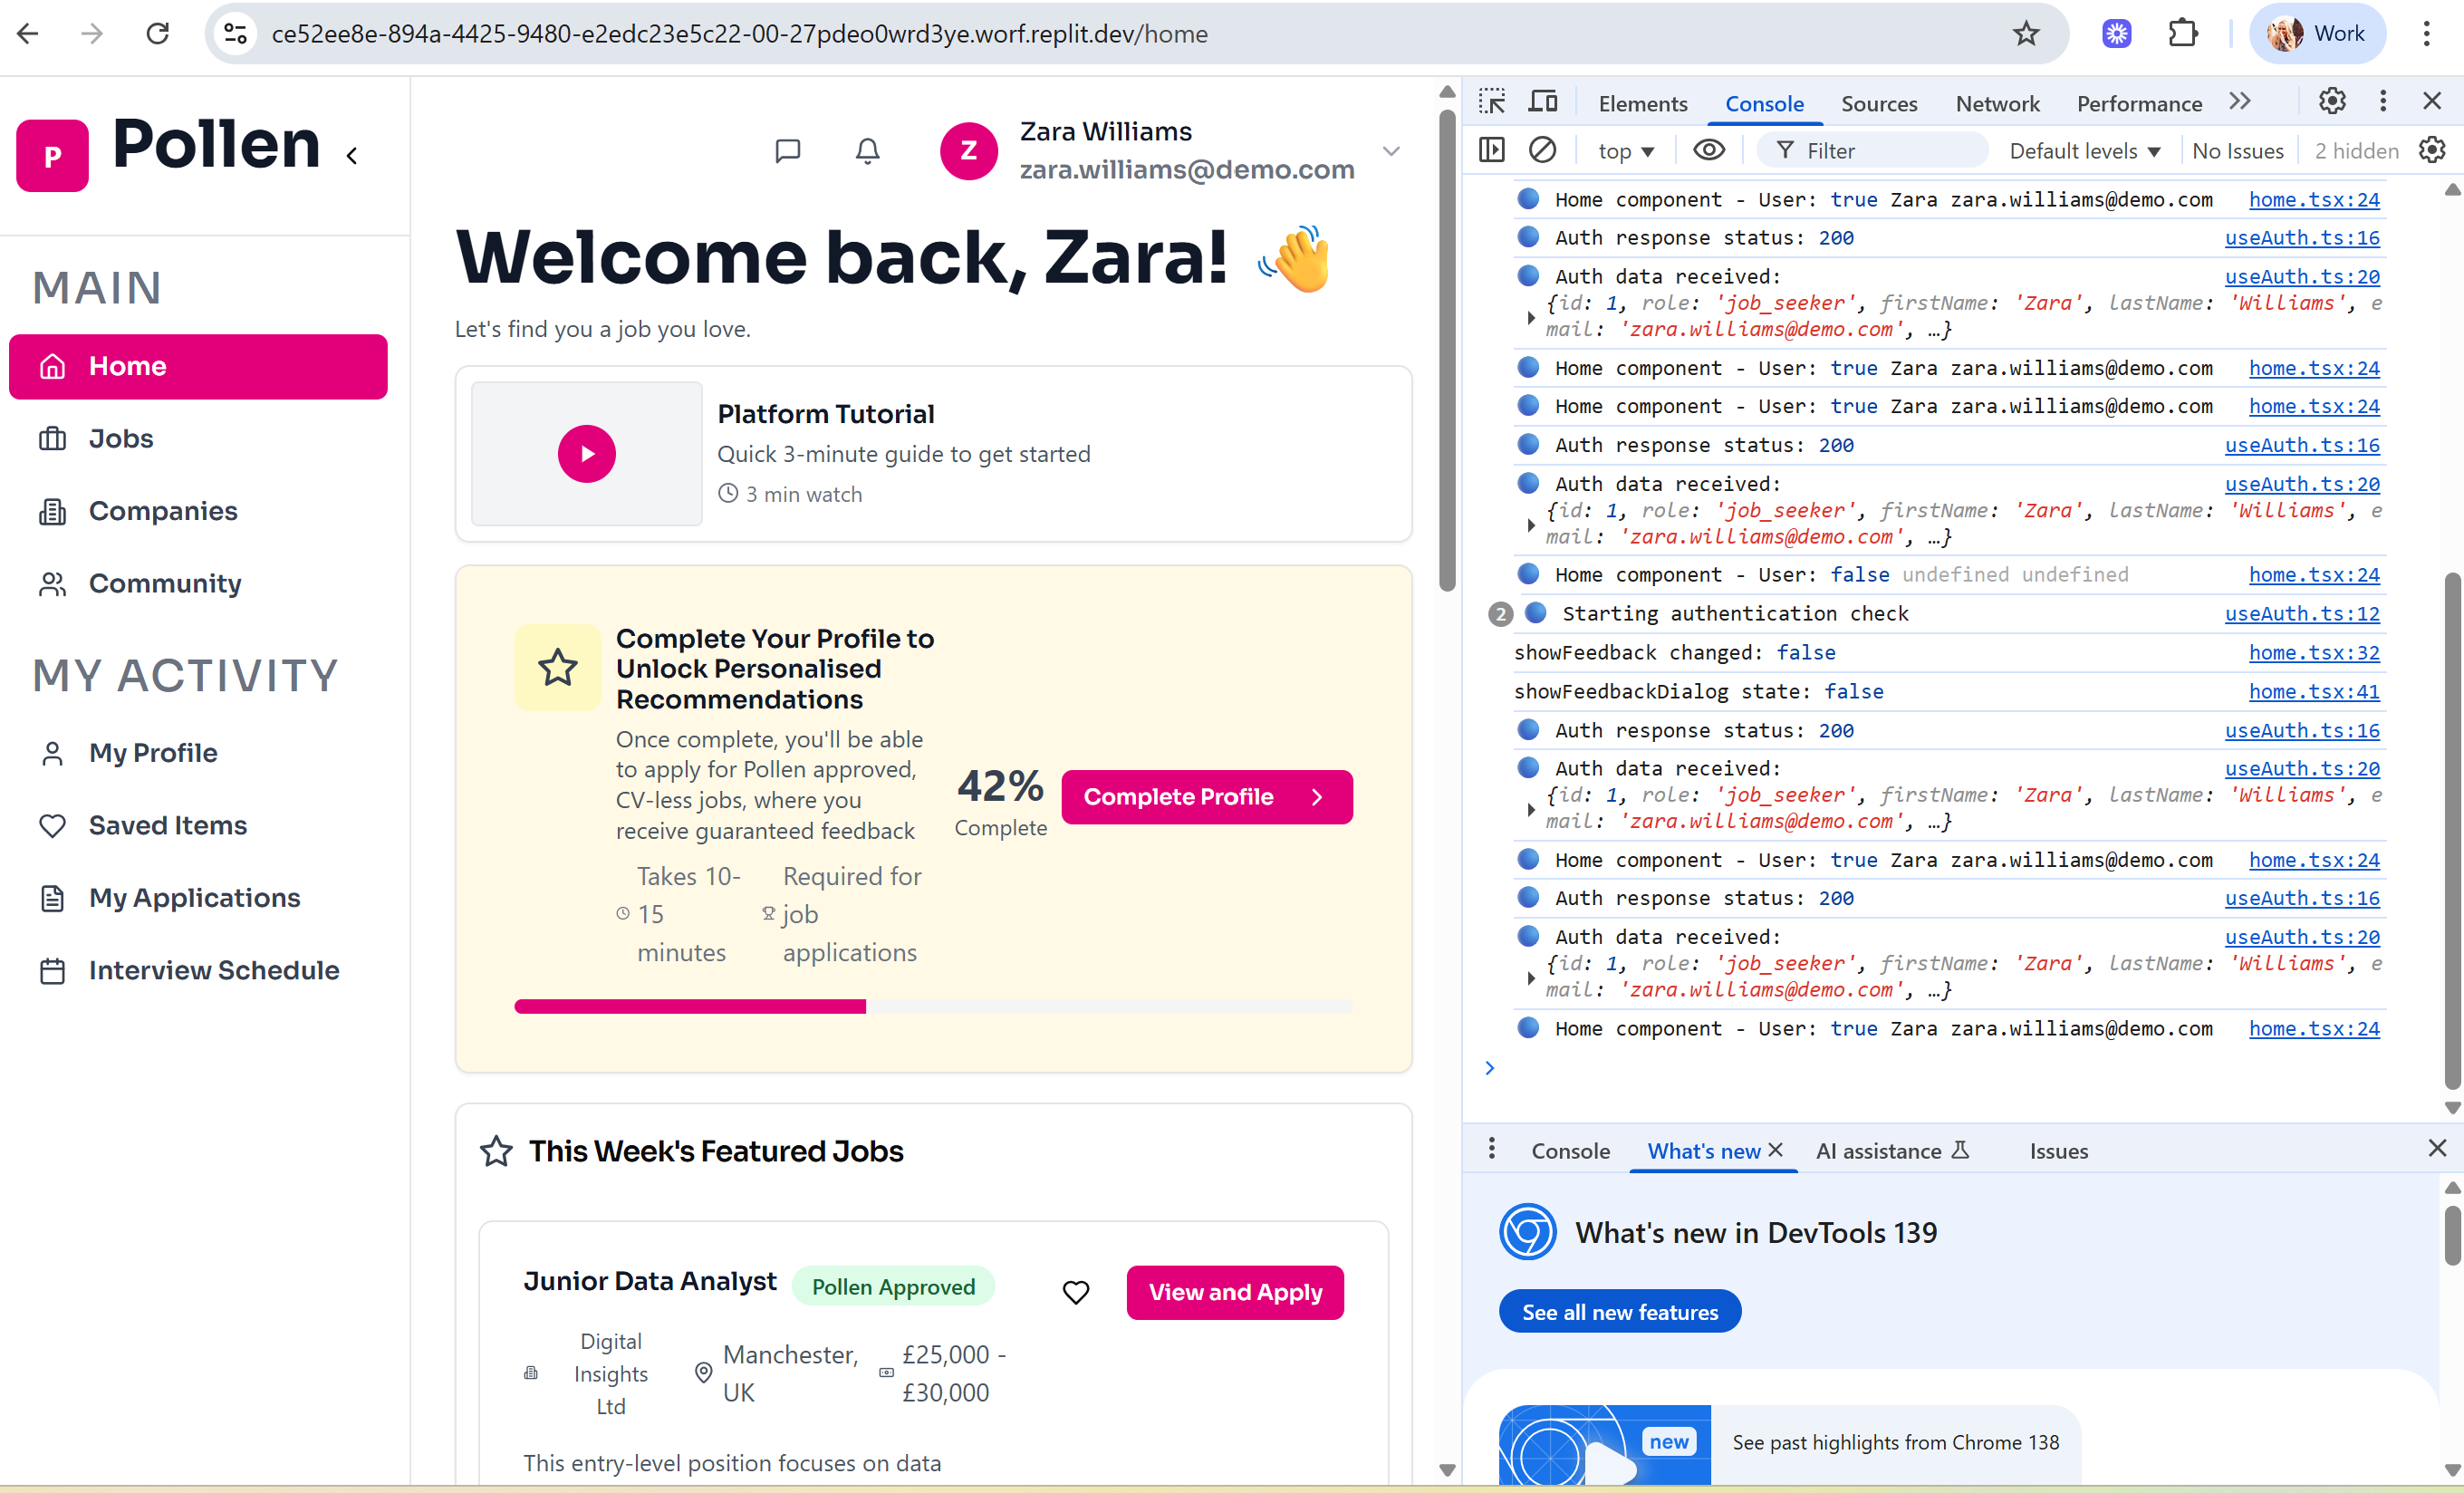 ce52ee8e-894a-4425-9480-e2edc23e5c22-00-27pdeo0wrd3ye.worf.replit.dev/home
Work
P
Pollen
MAIN
Home
Jobs
Companies
Community
MY ACTIVITY
My Profile
Saved Items
My Applications
Interview Schedule
Z
Zara Williams
zara.williams@demo.com
Welcome back, Zara! 👋
Let's find you a job you love.
Platform Tutorial
Quick 3-minute guide to get started
3 min watch
Complete Your Profile to
Unlock Personalised
Recommendations
Once complete, you'll be able
to apply for Pollen approved,
CV-less jobs, where you
receive guaranteed feedback
Takes 10-
15
minutes
Required for
job
applications
42%
Complete
Complete Profile
This Week's Featured Jobs
Junior Data Analyst
Pollen Approved
View and Apply
Digital
Insights
Ltd
Manchester,
UK
£25,000 -
£30,000
This entry-level position focuses on data
Elements
Console
Sources
Network
Performance
top
Filter
Default levels
No Issues
2 hidden
Home component - User: true Zara zara.williams@demo.com home.tsx:24
Auth response status: 200 useAuth.ts:16
Auth data received: useAuth.ts:20
{id: 1, role: 'job_seeker', firstName: 'Zara', lastName: 'Williams', e
mail: 'zara.williams@demo.com', …}
Home component - User: true Zara zara.williams@demo.com home.tsx:24
Home component - User: true Zara zara.williams@demo.com home.tsx:24
Auth response status: 200 useAuth.ts:16
Auth data received: useAuth.ts:20
{id: 1, role: 'job_seeker', firstName: 'Zara', lastName: 'Williams', e
mail: 'zara.williams@demo.com', …}
Home component - User: false undefined undefined home.tsx:24
2 Starting authentication check useAuth.ts:12
showFeedback changed: false home.tsx:32
showFeedbackDialog state: false home.tsx:41
Auth response status: 200 useAuth.ts:16
Auth data received: useAuth.ts:20
{id: 1, role: 'job_seeker', firstName: 'Zara', lastName: 'Williams', e
mail: 'zara.williams@demo.com', …}
Home component - User: true Zara zara.williams@demo.com home.tsx:24
Auth response status: 200 useAuth.ts:16
Auth data received: useAuth.ts:20
{id: 1, role: 'job_seeker', firstName: 'Zara', lastName: 'Williams', e
mail: 'zara.williams@demo.com', …}
Home component - User: true Zara zara.williams@demo.com home.tsx:24
Console
What's new
AI assistance
Issues
What's new in DevTools 139
See all new features
new
See past highlights from Chrome 138